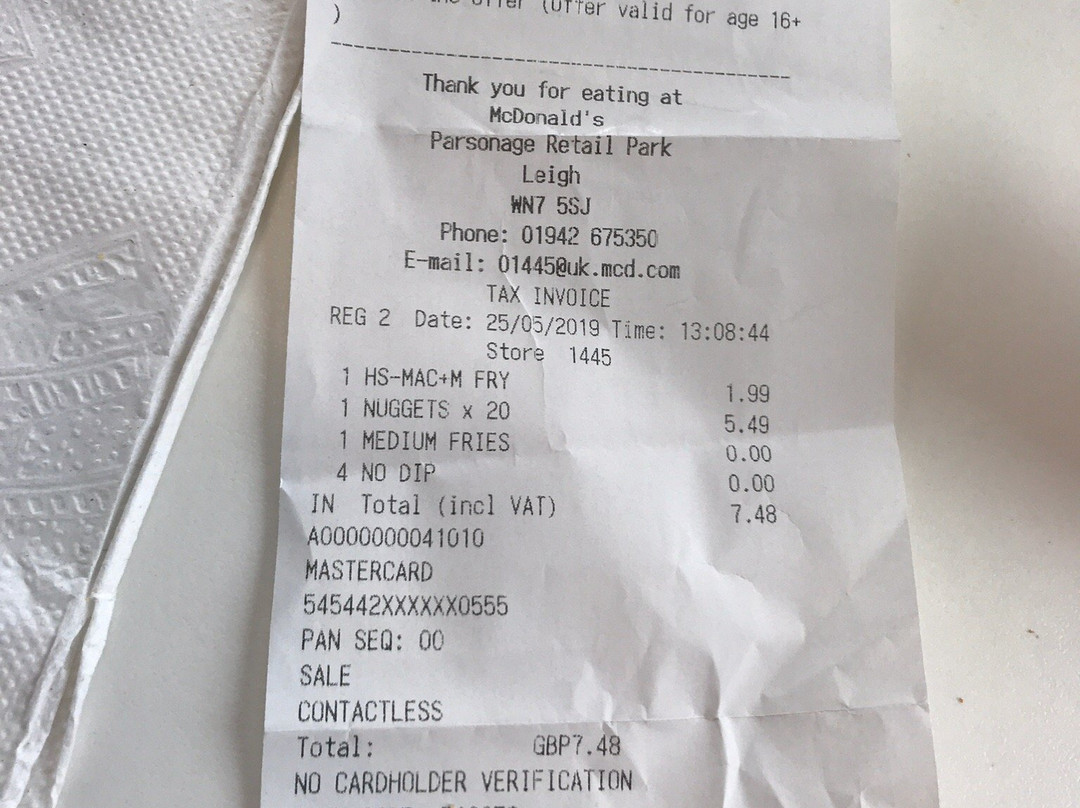 offer (Offer valid for age 16+
)
Thank you for eating at
McDonald's
Parsonage Retail Park
Leigh
WN7 5SJ
Phone: 01942 675350
E-mail: 01445@uk.mcd.com
TAX INVOICE
REG 2 Date: 25/05/2019 Time: 13:08:44
Store 1445
1 HS-MAC+M FRY 1.99
1 NUGGETS x 20 5.49
1 MEDIUM FRIES 0.00
4 NO DIP 0.00
IN Total (incl VAT) 7.48
A0000000041010
MASTERCARD
545442XXXXXX0555
PAN SEQ: 00
SALE
CONTACTLESS
Total: GBP7.48
NO CARDHOLDER VERIFICATION